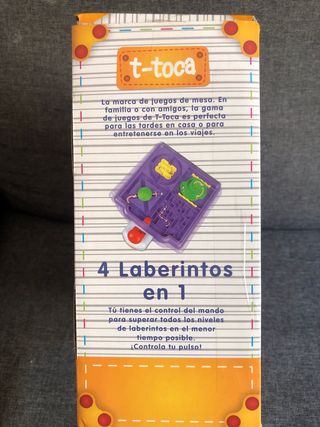 t-toca
La marca de juegos de mesa. En
familia o con amigos, la gama
de juegos de T-Toca es perfecta
para las tardes en casa o para
entretenerse en los viajes.
4 Laberintos
en 1
Tú tienes el control del mando
para superar todos los niveles
de laberintos en el menor
tiempo posible.
¡Controla tu pulso!